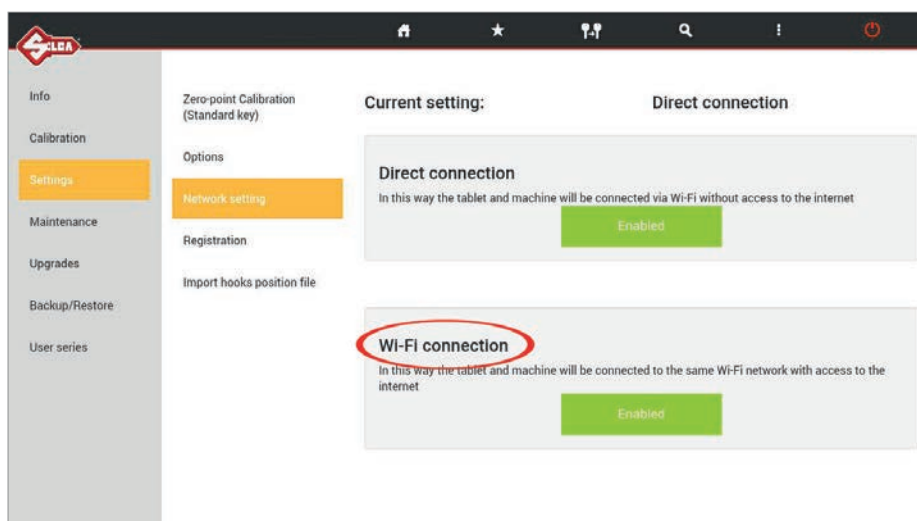 SILCA
Info
Calibration
Settings
Maintenance
Upgrades
Backup/Restore
User series
Zero-point Calibration
(Standard key)
Options
Network setting
Registration
Import hooks position file
Current setting: Direct connection
Direct connection
In this way the tablet and machine will be connected via Wi-Fi without access to the internet
Enabled
Wi-Fi connection
In this way the tablet and machine will be connected to the same Wi-Fi network with access to the
internet
Enabled